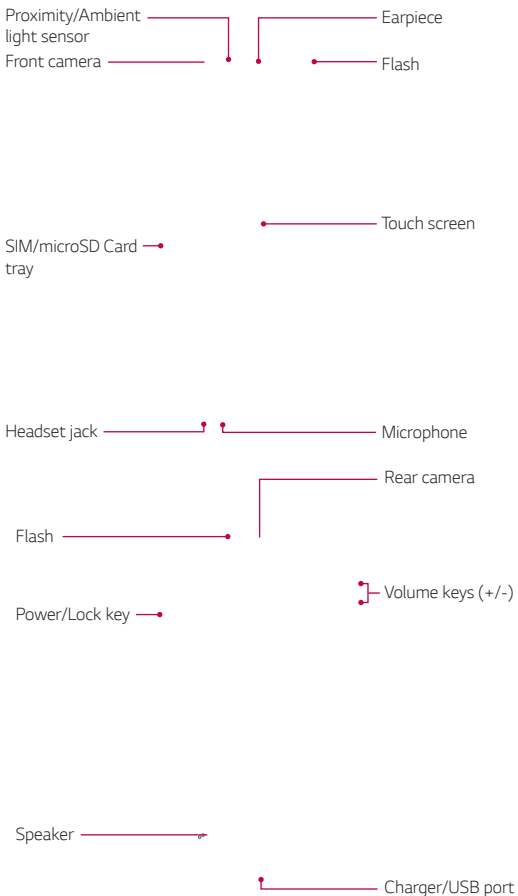 Proximity/Ambient
light sensor
Earpiece
Front camera
Flash
Touch screen
SIM/microSD Card
tray
Headset jack
Microphone
Rear camera
Flash
Volume keys (+/-)
Power/Lock key
Speaker
Charger/USB port